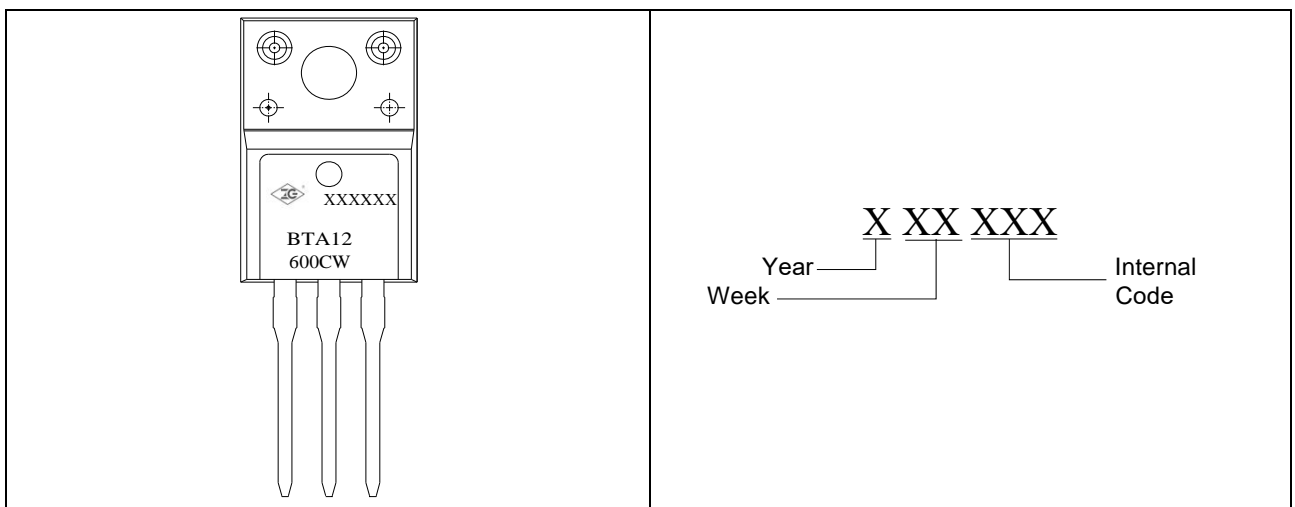 XXXXXX
BTA12
600CW
X XX XXX
Year
Week
Internal
Code